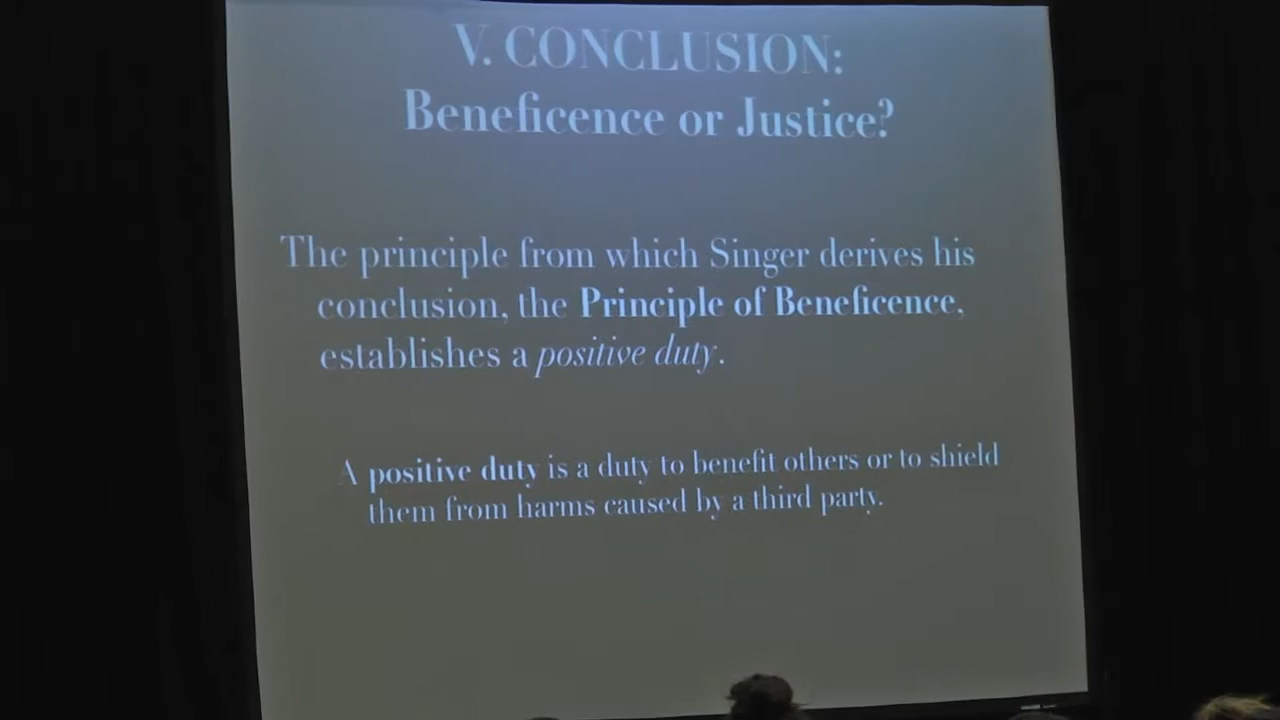 V. CONCLUSION:
Beneficence or Justice?
The principle from which Singer derives his
conclusion, the Principle of Beneficence,
establishes a positive duty.
A positive duty is a duty to benefit others or to shield
them from harms caused by a third party.